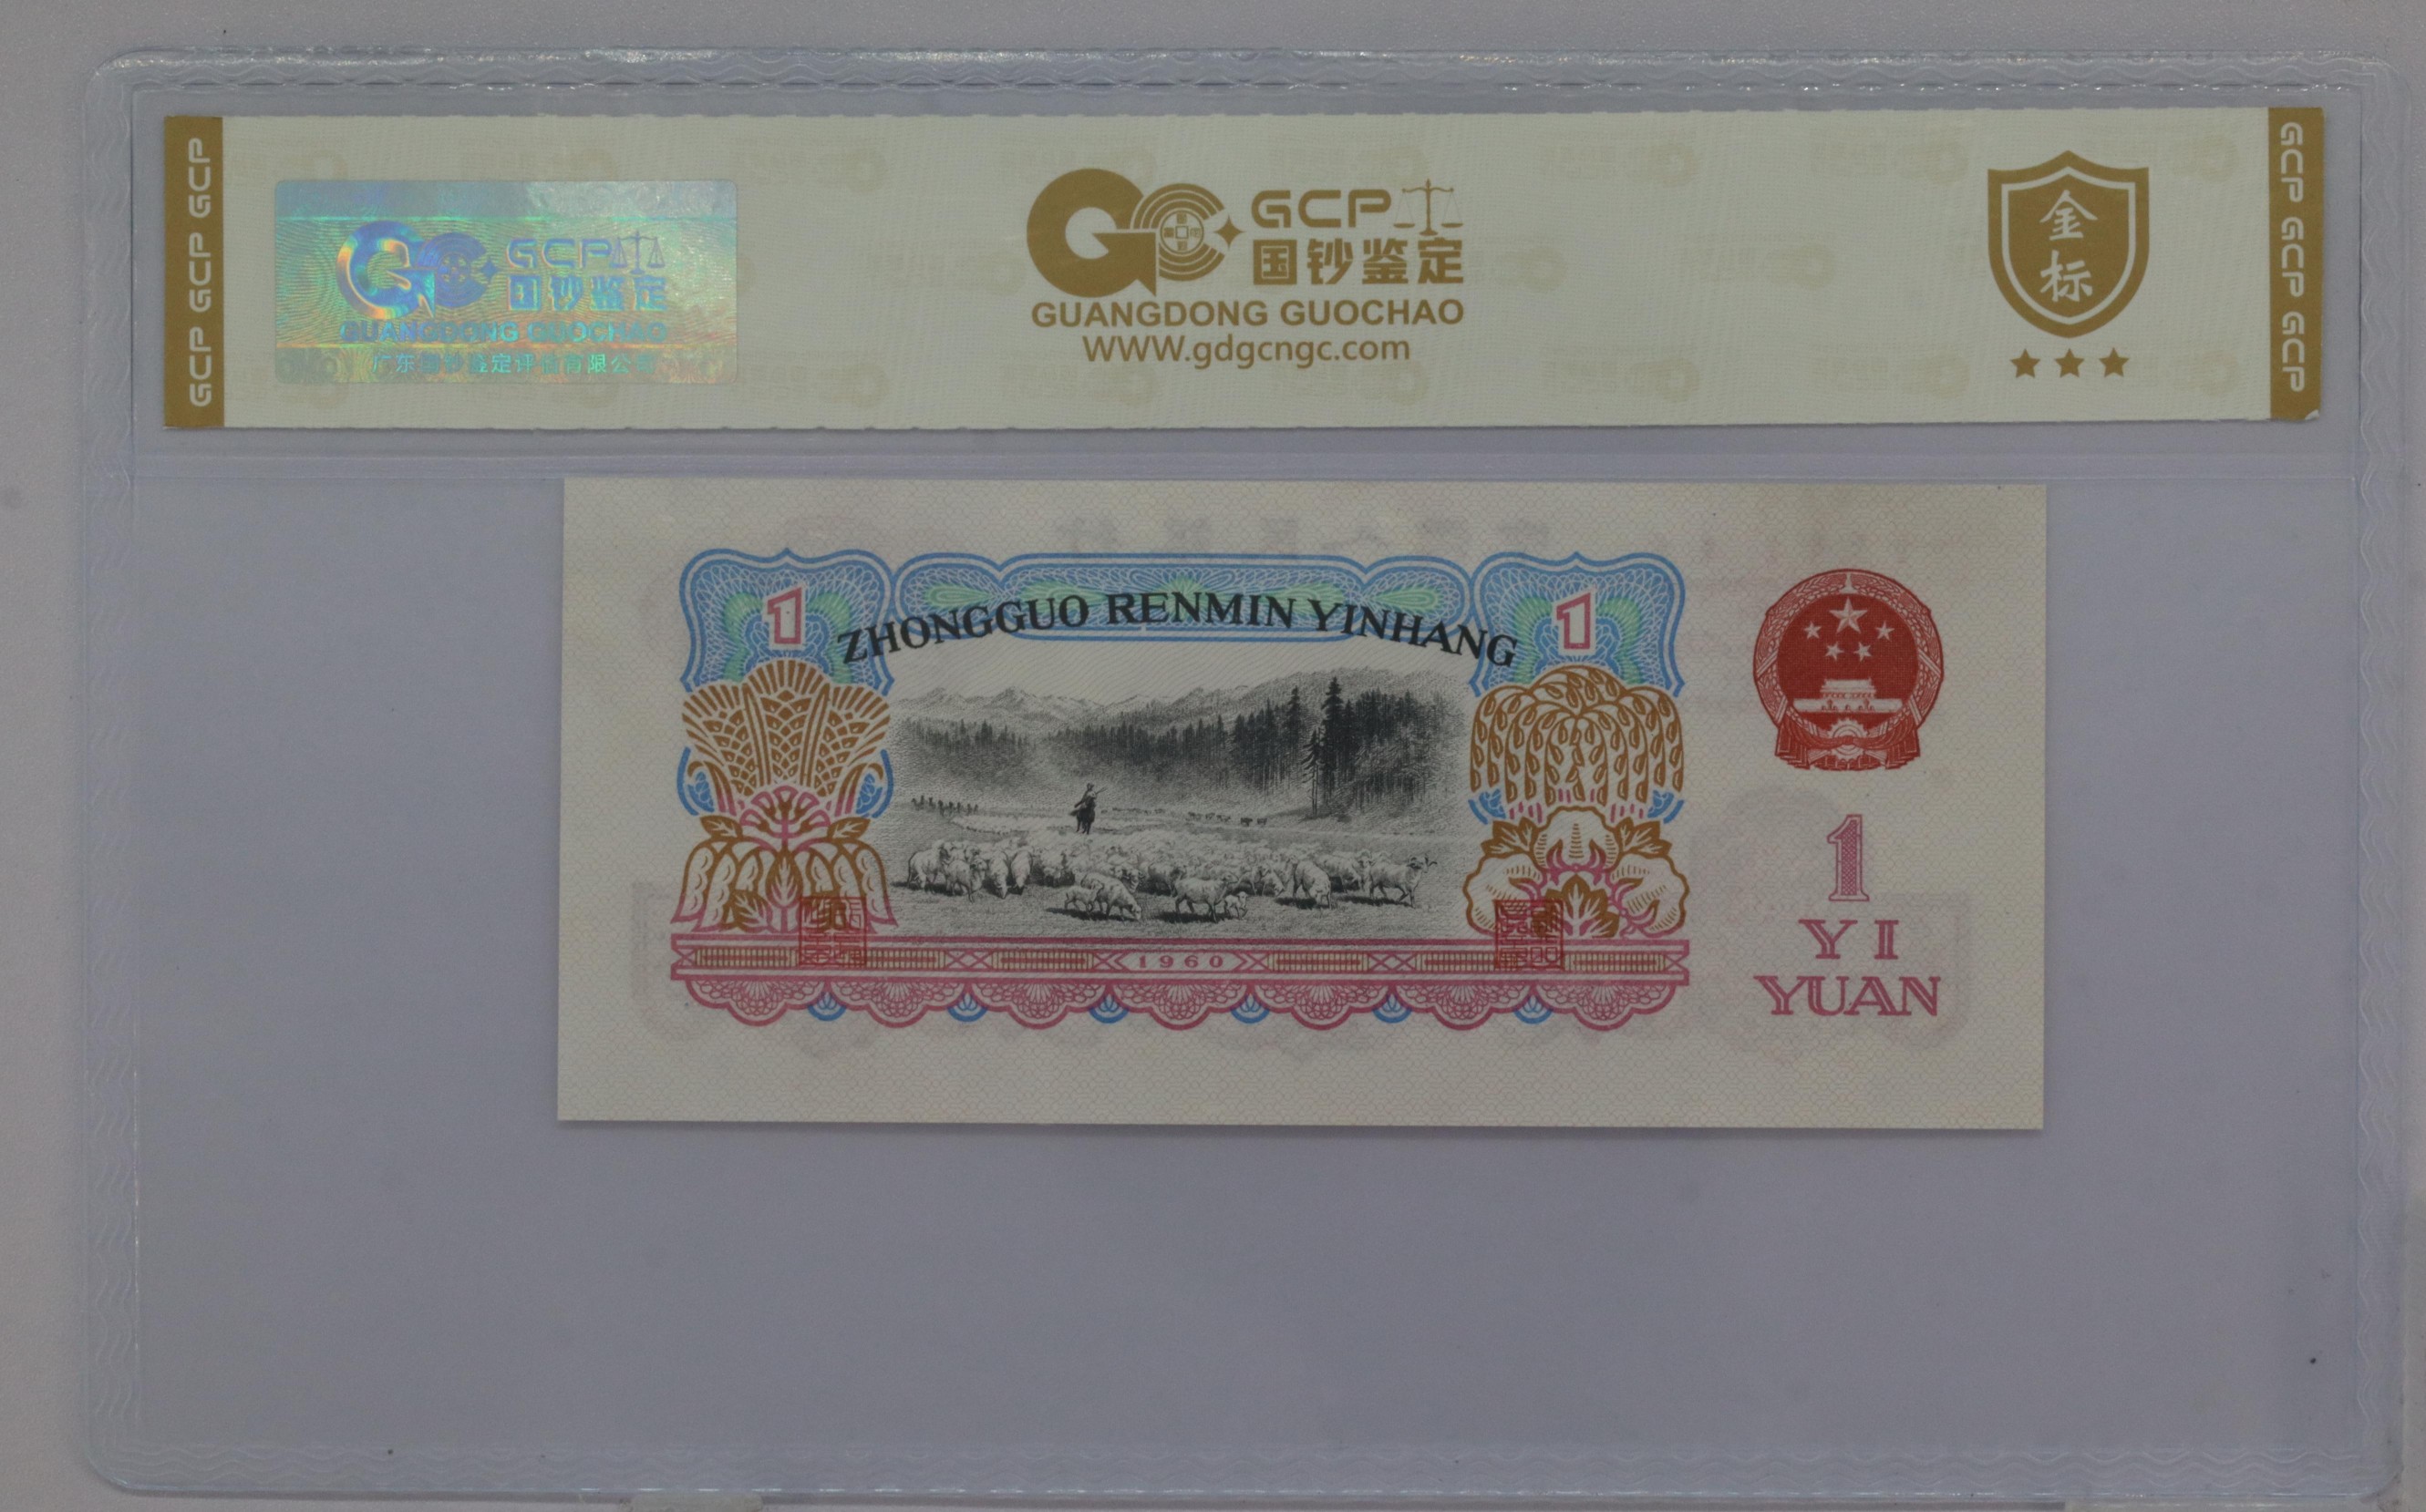 GCP GCP GCP
GCP
国钞鉴定
GUANGDONG GUOCHAO
广东国钞鉴定评估有限公司
GCP
国钞鉴定
GUANGDONG GUOCHAO
www.gdgcngc.com
金标
GCP GCP GCP
1
1
ZHONGGUO RENMIN YINHANG
1960
1
YI
YUAN